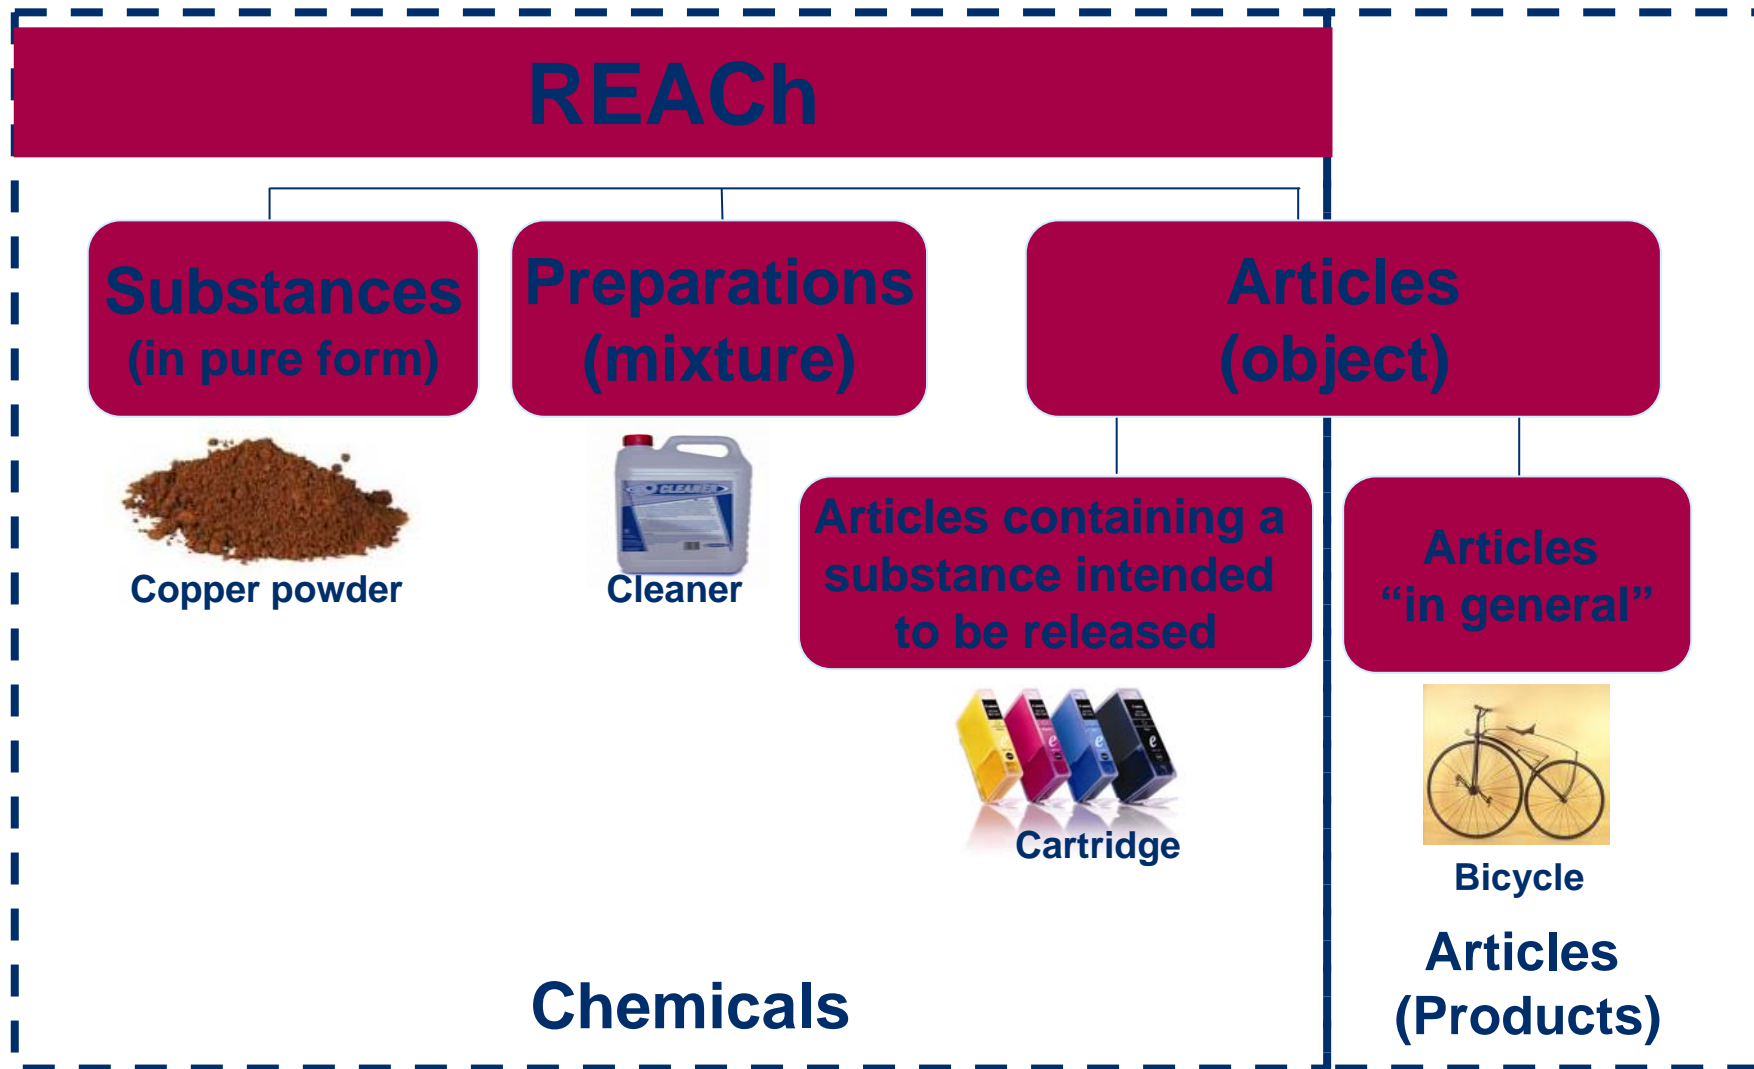 REACh
Substances
(in pure form)
Preparations
(mixture)
Articles
(object)
CLEANER
Copper powder
Cleaner
Articles containing a
substance intended
to be released
Articles
“in general”
Cartridge
Bicycle
Chemicals
Articles
(Products)